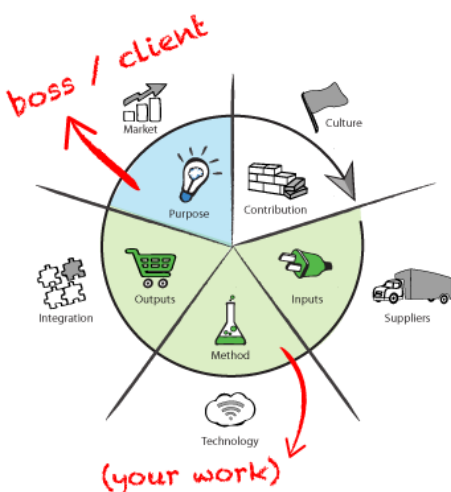 boss / client
Market
Culture
Purpose
Contribution
Integration
Outputs
Inputs
Suppliers
Method
Technology
(your work)